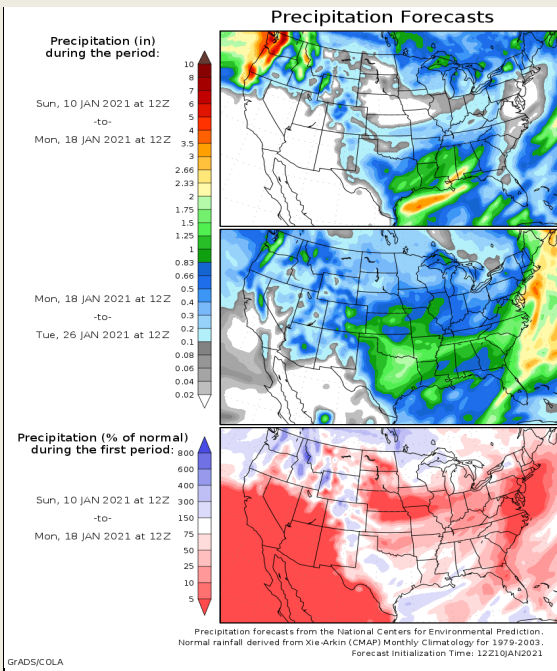 Precipitation Forecasts
Precipitation (in)
during the period:
Sun, 10 JAN 2021 at 12Z
-to-
Mon, 18 JAN 2021 at 12Z
10
8
7
6
5
4
3.5
3
2.66
2.33
2
1.75
1.5
1.25
1
0.83
0.66
0.5
0.4
0.3
0.2
0.1
0.08
0.06
0.04
0.02
Mon, 18 JAN 2021 at 12Z
-to-
Tue, 26 JAN 2021 at 12Z
Precipitation (% of normal)
during the first period:
Sun, 10 JAN 2021 at 12Z
-to-
Mon, 18 JAN 2021 at 12Z
800
600
400
300
150
75
50
25
10
5
Precipitation forecasts from the National Centers for Environmental Prediction.
Normal rainfall derived from Xie-Arkin (CMAP) Monthly Climatology for 1979-2003.
Forecast Initialization Time: 12Z10JAN2021
GrADS/COLA